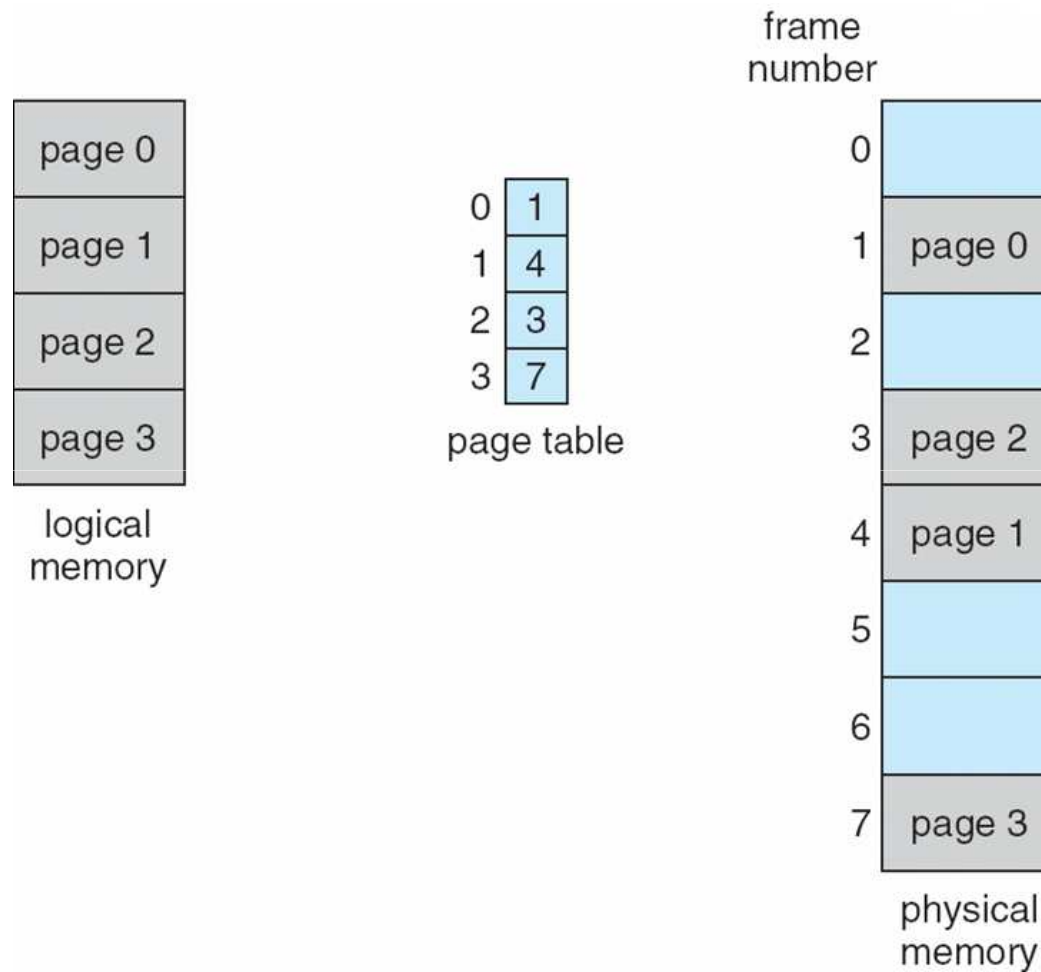 frame
number
page 0
page 1
page 2
page 3
logical
memory
0 1
1 4
2 3
3 7
page table
0
1 page 0
2
3 page 2
4 page 1
5
6
7 page 3
physical
memory